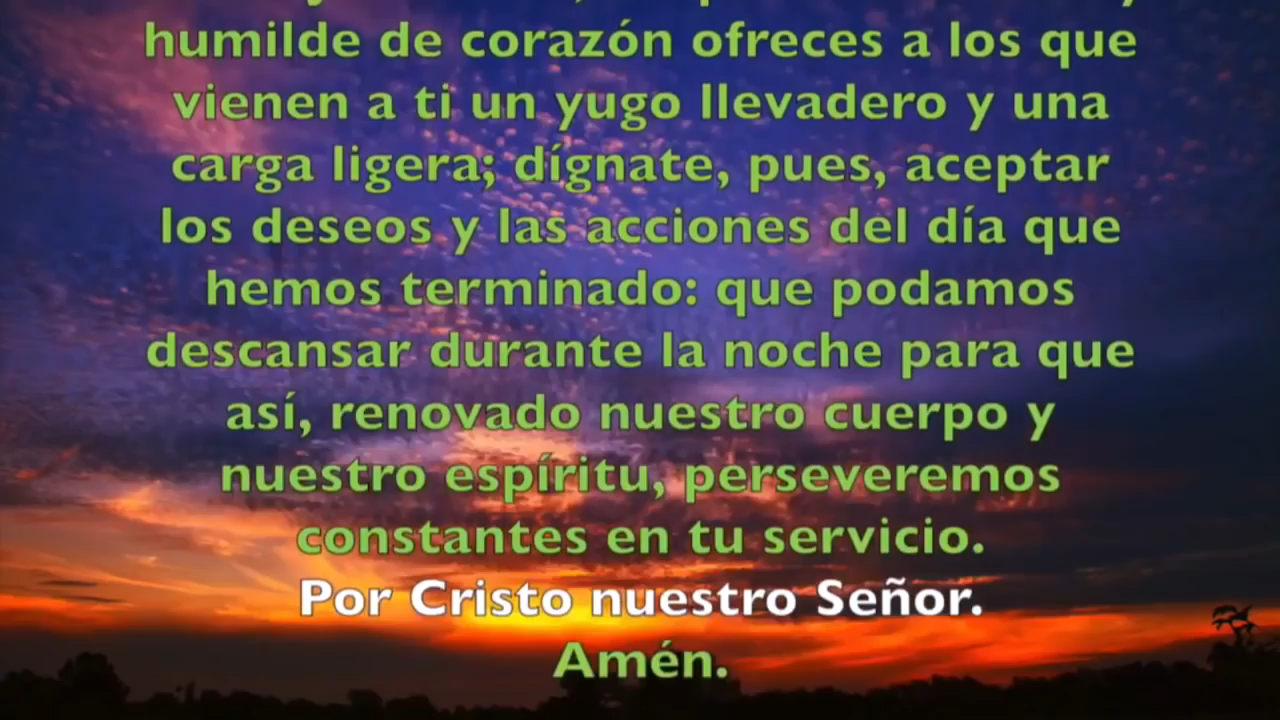 humilde de corazón ofreces a los que
vienen a ti un yugo llevadero y una
carga ligera; dígnate, pues, aceptar
los deseos y las acciones del día que
hemos terminado: que podamos
descansar durante la noche para que
así, renovado nuestro cuerpo y
nuestro espíritu, perseveremos
constantes en tu servicio.
Por Cristo nuestro Señor.
Amén.